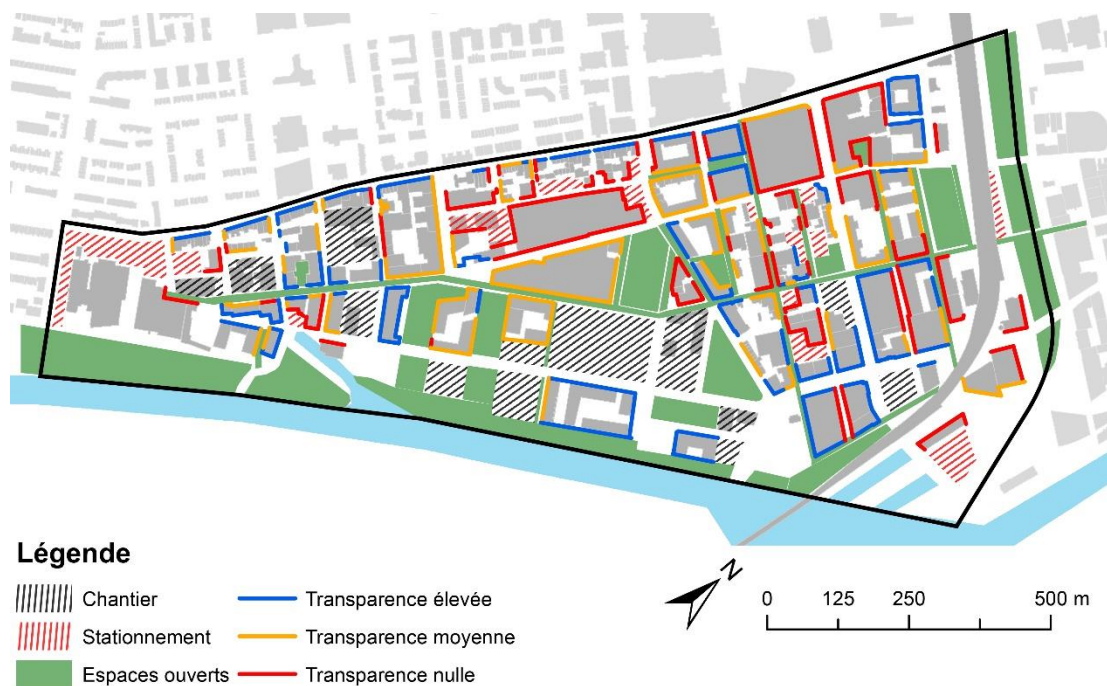 Légende
Chantier
Stationnement
Espaces ouverts
Transparence élevée
Transparence moyenne
Transparence nulle
N
0 125 250 500 m